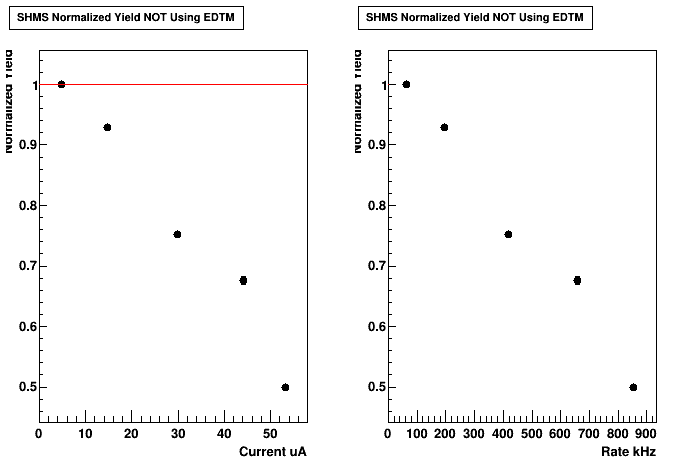 SHMS Normalized Yield NOT Using EDTM
SHMS Normalized Yield NOT Using EDTM
Normalized Yield
Normalized Yield
1
0.9
0.8
0.7
0.6
0.5
0 10 20 30 40 50
Current uA
1
0.9
0.8
0.7
0.6
0.5
0 100 200 300 400 500 600 700 800 900
Rate kHz